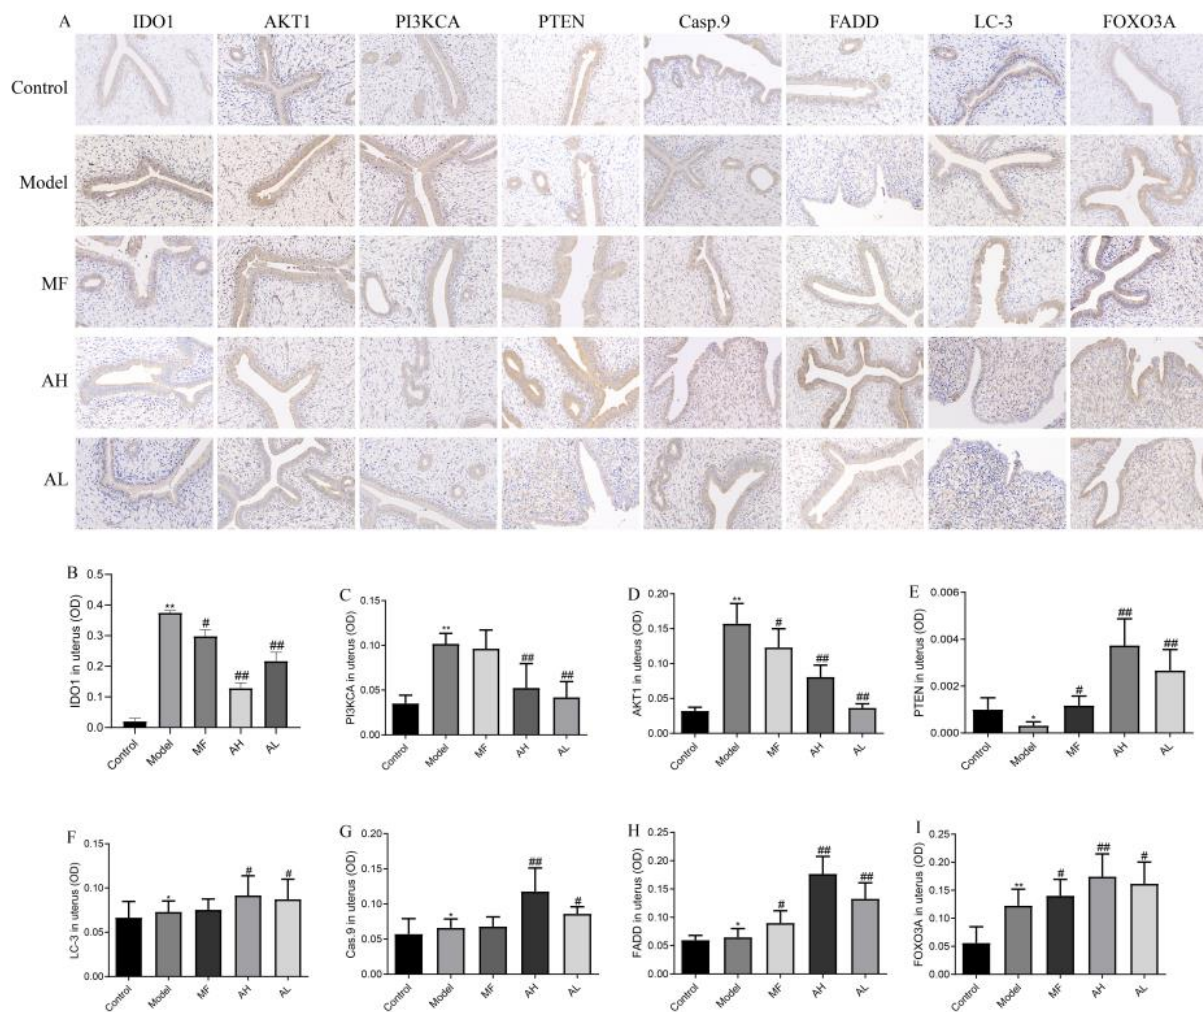 A IDO1 AKT1 PI3KCA PTEN Casp.9 FADD LC-3 FOXO3A
Control
Model
MF
AH
AL
B
IDO1 in uterus (OD)
0.5
0.4
0.3
0.2
0.1
0.0
** # ## ##
Control Model MF AH AL
C
PI3KCA in uterus (OD)
0.15
0.10
0.05
0.00
** ## ##
Control Model MF AH AL
D
AKT1 in uterus (OD)
0.20
0.15
0.10
0.05
0.00
** # ## ##
Control Model MF AH AL
E
PTEN in uterus (OD)
0.006
0.004
0.002
0.000
* # ## ##
Control Model MF AH AL
F
LC-3 in uterus (OD)
0.15
0.10
0.05
0.00
* # #
Control Model MF AH AL
G
Cas.9 in uterus (OD)
0.20
0.15
0.10
0.05
0.00
* ## #
Control Model MF AH AL
H
FADD in uterus (OD)
0.25
0.20
0.15
0.10
0.05
0.00
* # ## ##
Control Model MF AH AL
I
FOXO3A in uterus (OD)
0.25
0.20
0.15
0.10
0.05
0.00
** # ## #
Control Model MF AH AL